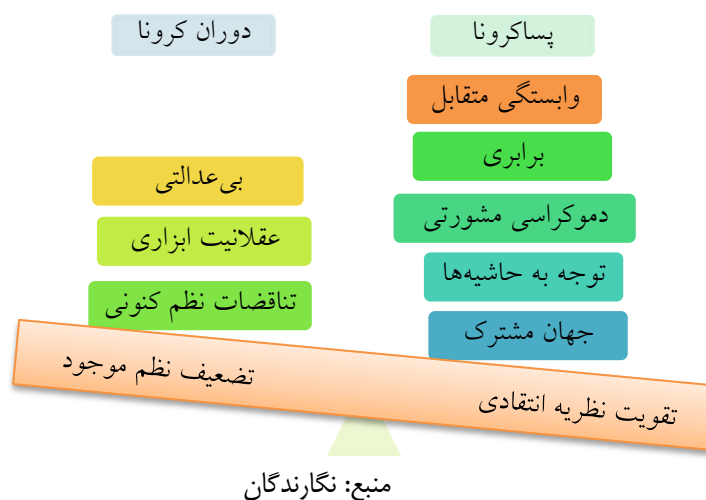 پساکرونا
دوران کرونا
وابستگی متقابل
برابری
دموکراسی مشورتی
توجه به حاشیه‌ها
جهان مشترک
بی‌عدالتی
عقلانیت ابزاری
تناقضات نظم کنونی
تقویت نظریه انتقادی
تضعیف نظم موجود
منبع: نگارندگان